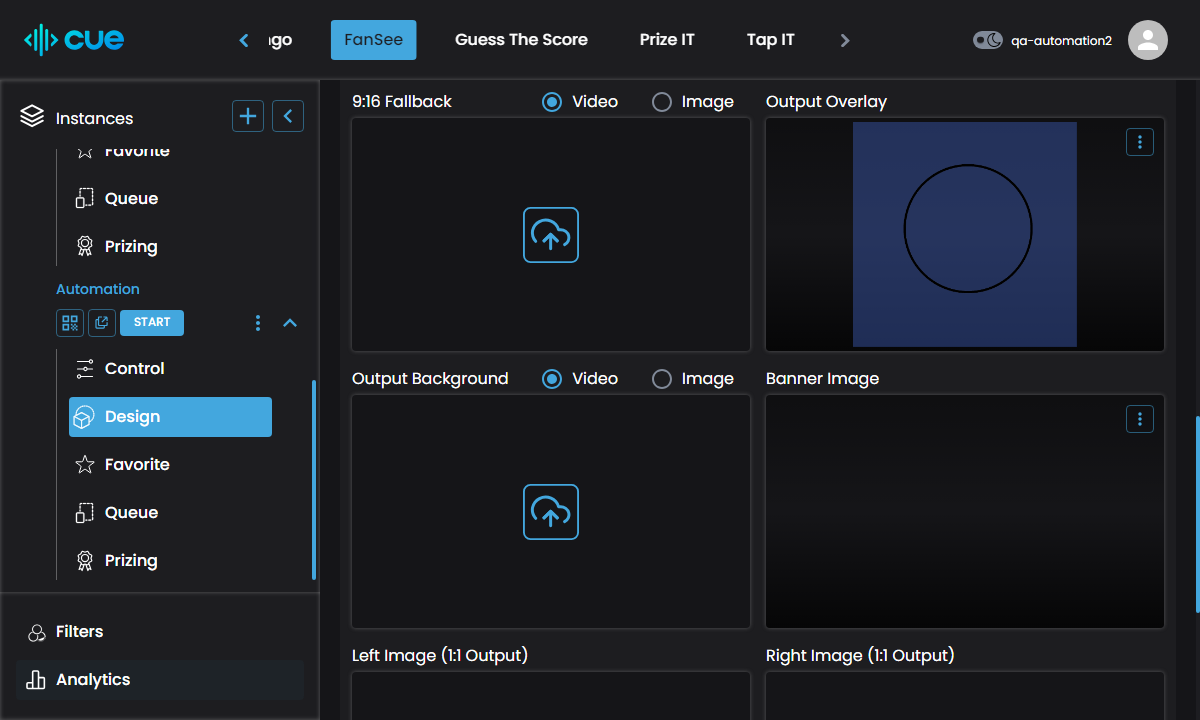 cue
FanSee
Guess The Score
Prize IT
Tap IT
qa-automation2
Instances
Favorite
Queue
Prizing
Automation
START
Control
Design
Favorite
Queue
Prizing
Filters
Analytics
9:16 Fallback
Video
Image
Output Overlay
Output Background
Video
Image
Banner Image
Left Image (1:1 Output)
Right Image (1:1 Output)